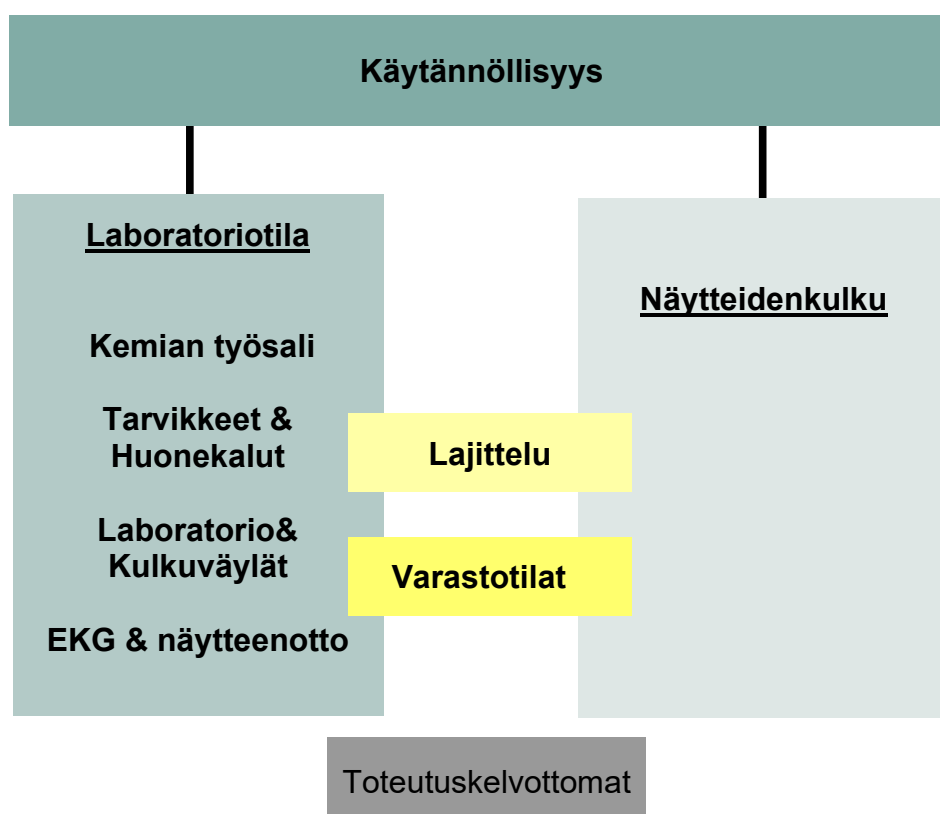 Käytännöllisyys
Laboratoriotila
Kemian työsali
Tarvikkeet &
Huonekalut
Laboratorio&
Kulkuväylät
EKG & näytteenotto
Lajittelu
Varastotilat
Näytteidenkulku
Toteutuskelvottomat